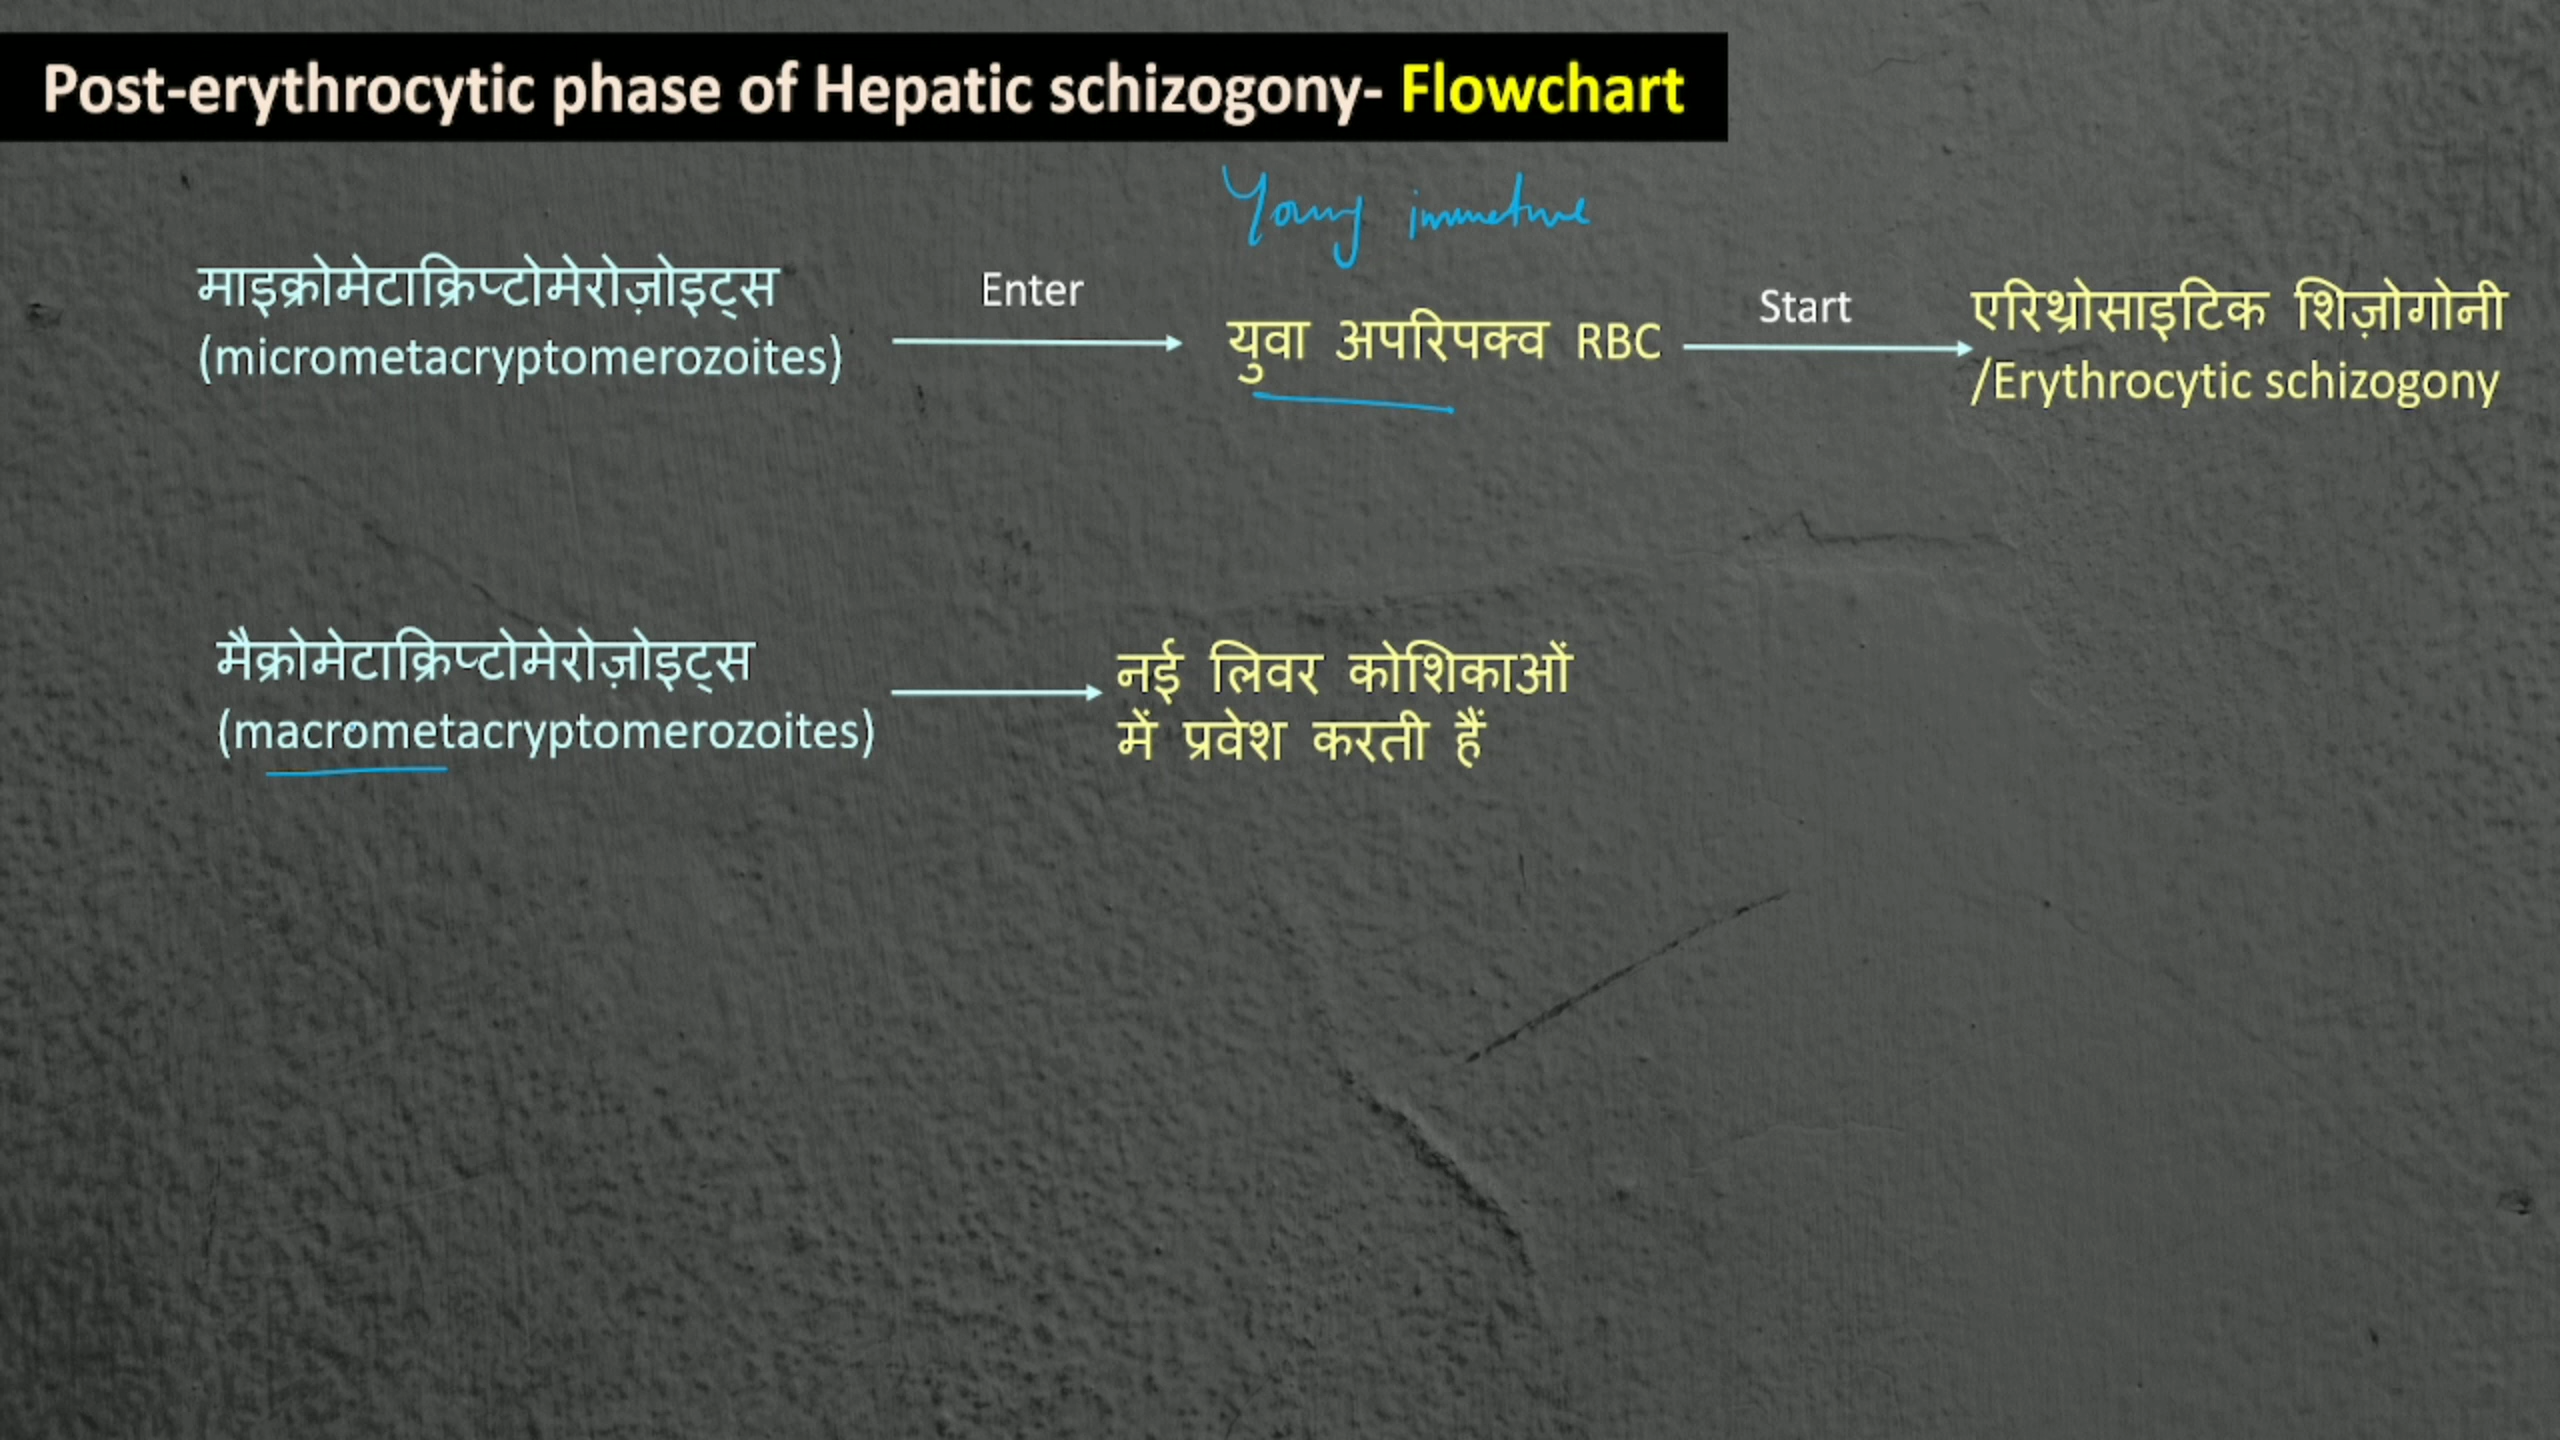 Post-erythrocytic phase of Hepatic schizogony- Flowchart
Young immature
माइक्रोमेटाक्रिप्टोमेरोज़ोइट्स
(micrometacryptomerozoites)
Enter
युवा अपरिपक्व RBC
Start
एरिथ्रोसाइटिक शिज़ोगोनी
/Erythrocytic schizogony
मैक्रोमेटाक्रिप्टोमेरोज़ोइट्स
(macrometacryptomerozoites)
नई लिवर कोशिकाओं
में प्रवेश करती हैं